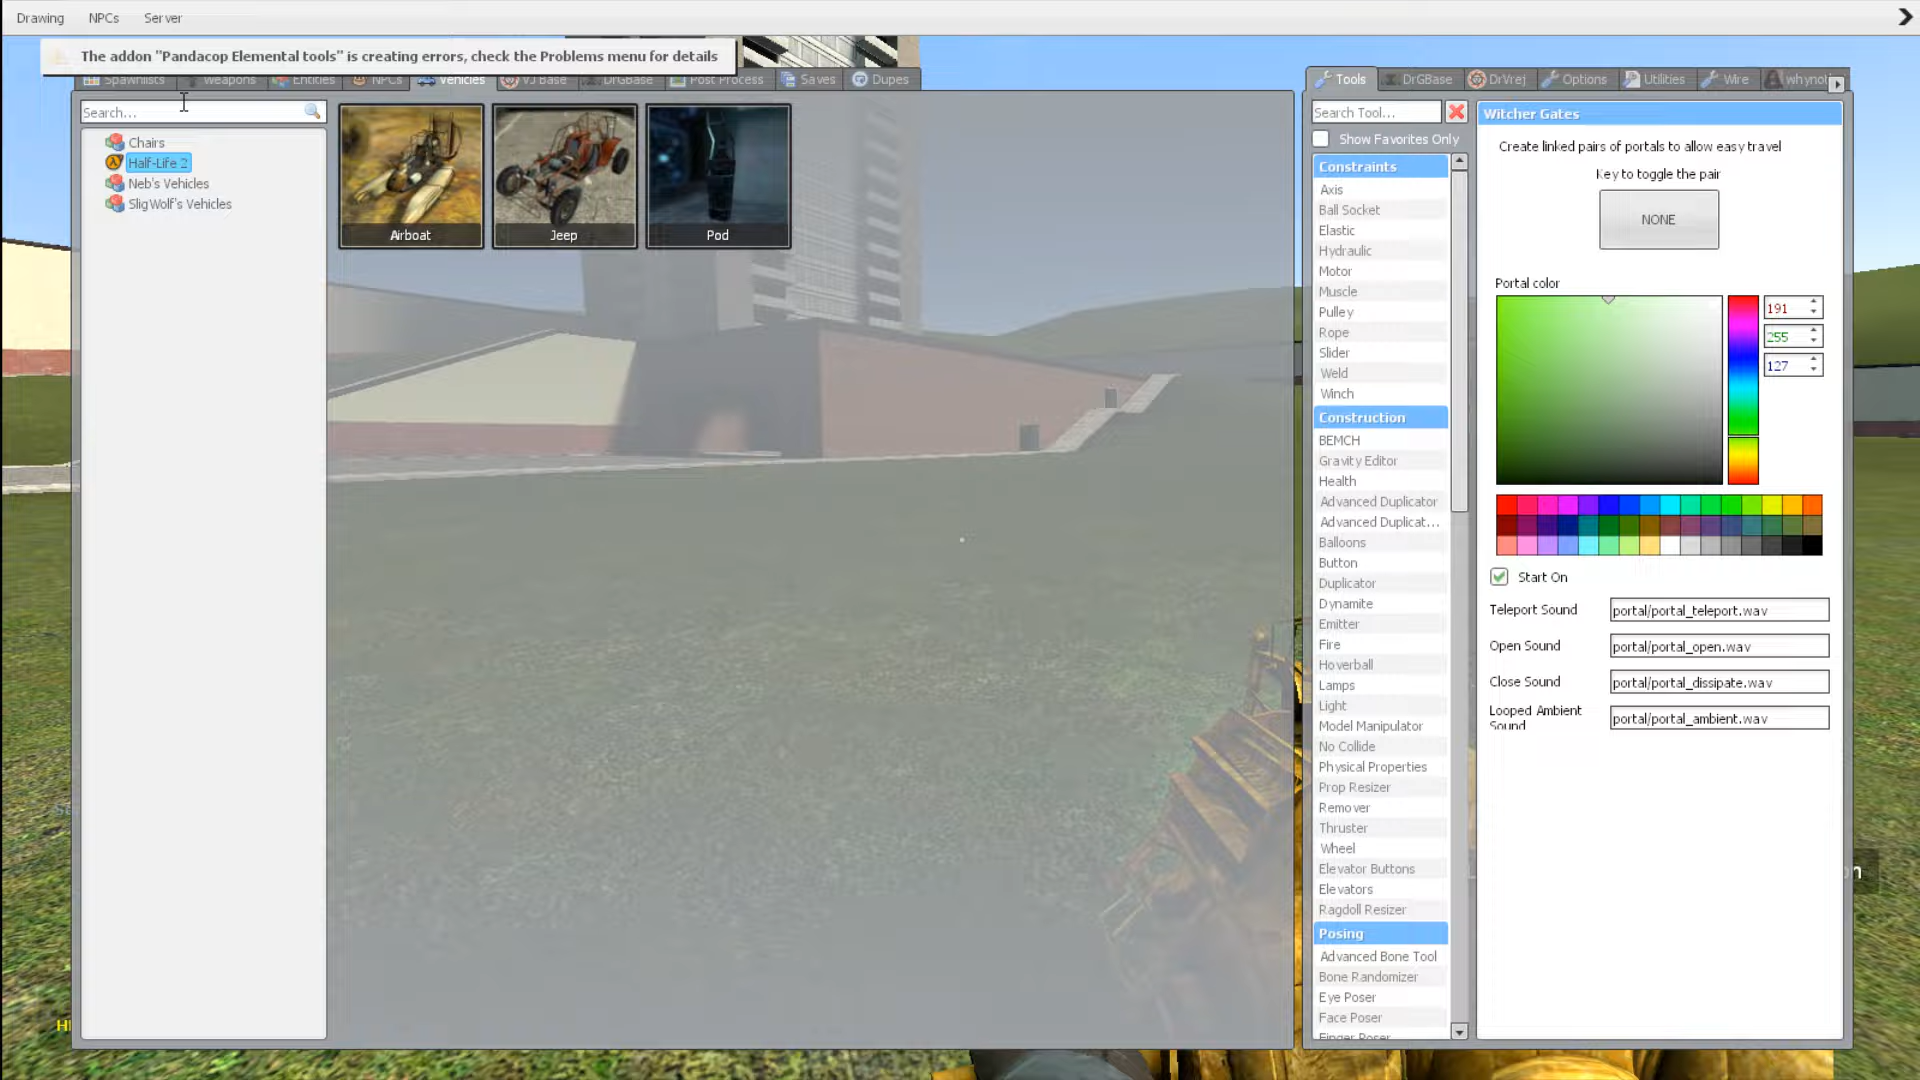 Drawing NPCs Server
The addon "Pandacop Elemental tools" is creating errors, check the Problems menu for details
Spawnlists Weapons Entities NPCs Vehicles VJ Base DrGBase Post Process Saves Dupes
Search...
Chairs
Half-Life 2
Neb's Vehicles
SligWolf's Vehicles
Airboat
Jeep
Pod
Tools DrGBase DrVrej Options Utilities Wire
Search Tool...
Show Favorites Only
Constraints
Axis
Ball Socket
Elastic
Hydraulic
Motor
Muscle
Pulley
Rope
Slider
Weld
Winch
Construction
BEMCH
Gravity Editor
Health
Advanced Duplicator
Advanced Duplicat...
Balloons
Button
Duplicator
Dynamite
Emitter
Fire
Hoverball
Lamps
Light
Model Manipulator
No Collide
Physical Properties
Prop Resizer
Remover
Thruster
Wheel
Elevator Buttons
Elevators
Ragdoll Resizer
Posing
Advanced Bone Tool
Bone Randomizer
Eye Poser
Face Poser
Finger Poser
Witcher Gates
Create linked pairs of portals to allow easy travel
Key to toggle the pair
NONE
Portal color
191
255
127
Start On
Teleport Sound portal/portal_teleport.wav
Open Sound portal/portal_open.wav
Close Sound portal/portal_dissipate.wav
Looped Ambient
Sound portal/portal_ambient.wav